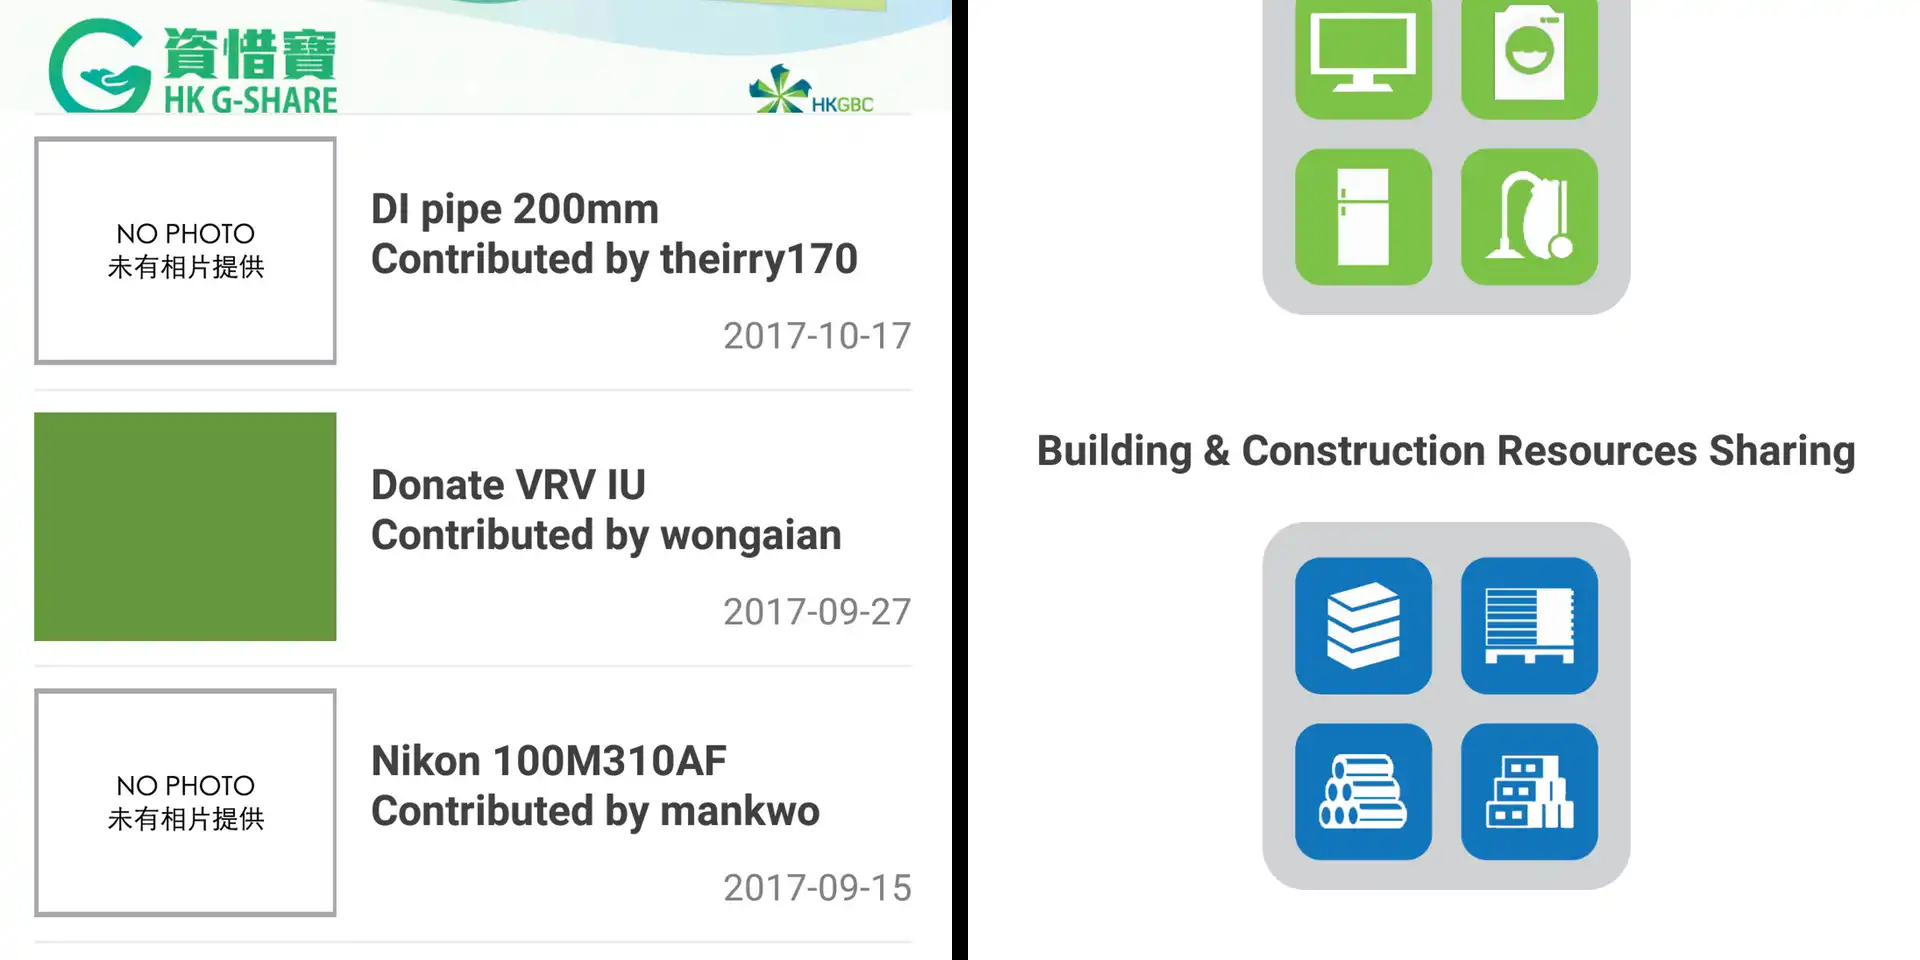 資惜寶
HK G-SHARE
HKGBC
NO PHOTO
未有相片提供
DI pipe 200mm
Contributed by theirry170
2017-10-17
Donate VRV IU
Contributed by wongaian
2017-09-27
NO PHOTO
未有相片提供
Nikon 100M310AF
Contributed by mankwo
2017-09-15
Building & Construction Resources Sharing